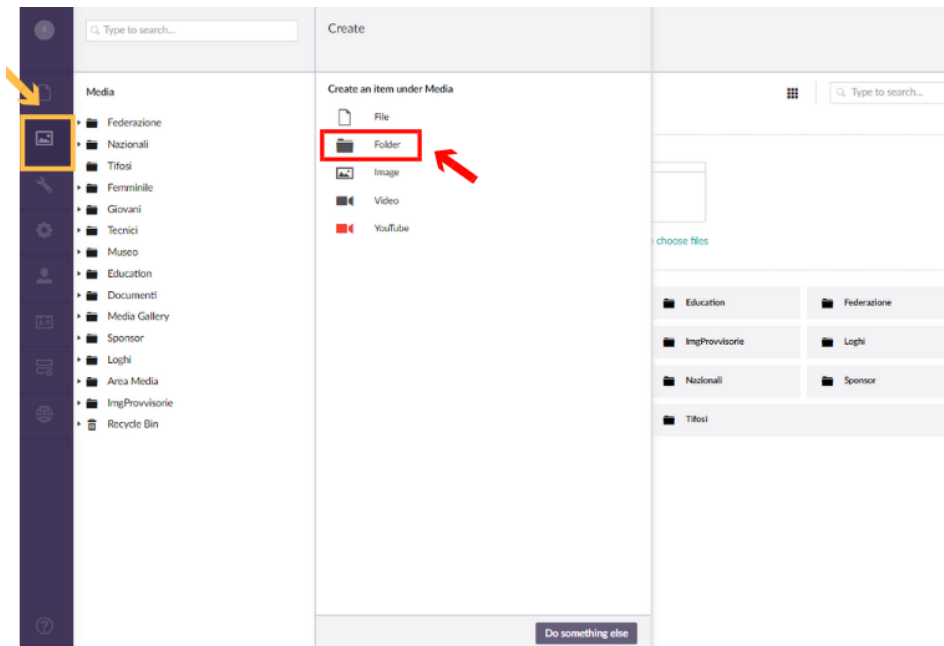 Type to search...
Media
Federazione
Nazionali
Tifosi
Femminile
Giovani
Tecnici
Museo
Education
Documenti
Media Gallery
Sponsor
Loghi
Area Media
ImgProvvisorie
Recycle Bin
Create
Create an item under Media
File
Folder
Image
Video
YouTube
Do something else
Type to search...
choose files
Education
Federazione
ImgProvvisorie
Loghi
Nazionali
Sponsor
Tifosi